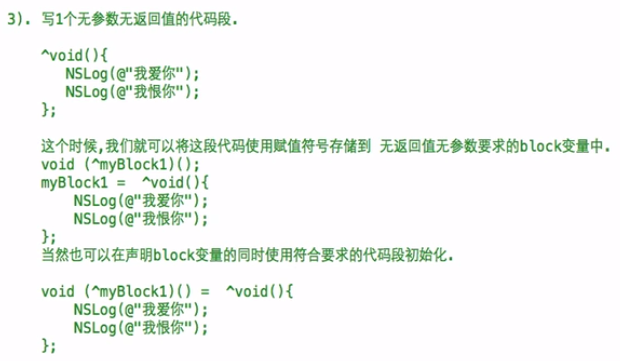 3). 写1个无参数无返回值的代码段.
^void(){
NSLog(@"我爱你");
NSLog(@"我恨你");
};
这个时候,我们就可以将这段代码使用赋值符号存储到 无返回值无参数要求的block变量中.
void (^myBlock1)();
myBlock1 = ^void(){
NSLog(@"我爱你");
NSLog(@"我恨你");
};
当然也可以在声明block变量的同时使用符合要求的代码段初始化.
void (^myBlock1)() = ^void(){
NSLog(@"我爱你");
NSLog(@"我恨你");
};